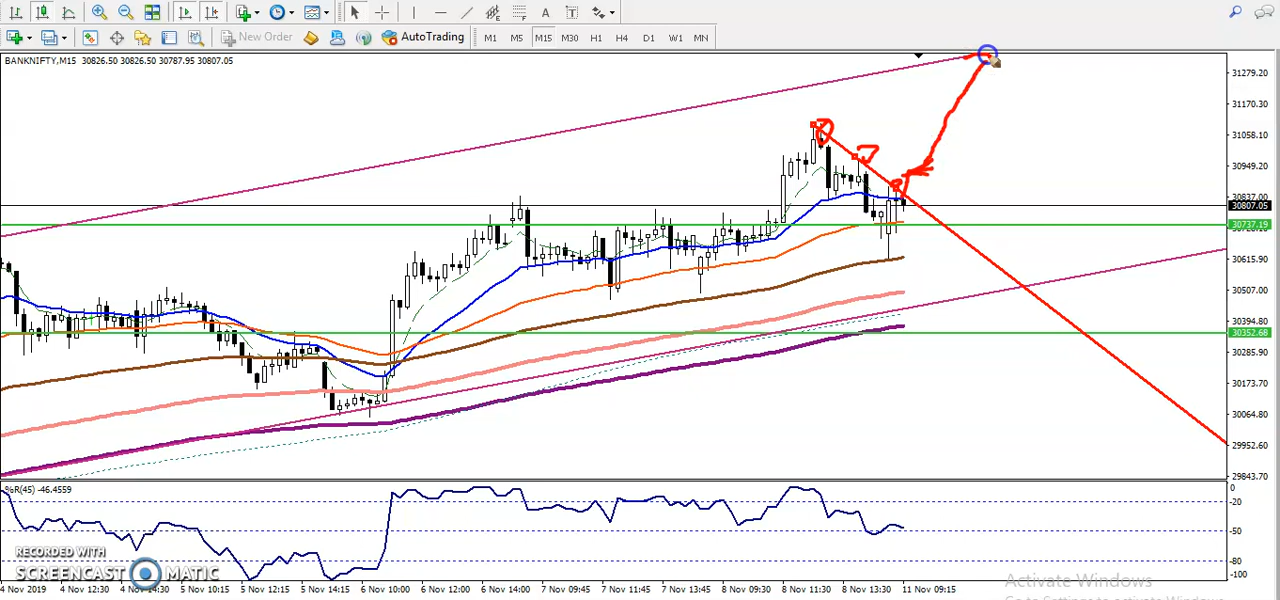 New Order
AutoTrading
M1 M5 M15 M30 H1 H4 D1 W1 MN
BANKNIFTY,M15 30826.50 30826.50 30787.95 30807.05
31279.20
31170.30
31058.10
30949.20
30837.00
30807.05
30737.19
30615.90
30507.00
30394.80
30352.68
30285.90
30173.70
30064.80
29952.60
29843.70
%R(45) -46.4559
0
-20
-50
-80
-100
RECORDED WITH
SCREENCAST MATIC
Activate Windows
4 Nov 2019 4 Nov 12:30 4 Nov 14:30 5 Nov 10:15 5 Nov 12:15 5 Nov 14:15 6 Nov 10:00 6 Nov 12:00 6 Nov 14:00 7 Nov 09:45 7 Nov 11:45 7 Nov 13:45 8 Nov 09:30 8 Nov 11:30 8 Nov 13:30 11 Nov 09:15